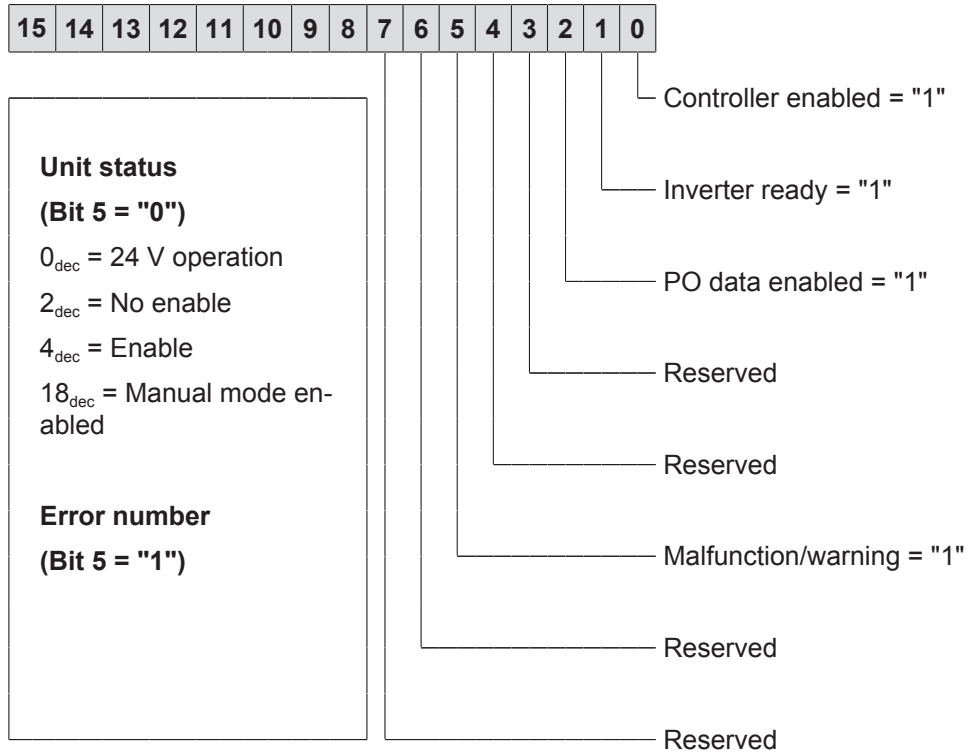 15 14 13 12 11 10 9 8 7 6 5 4 3 2 1 0
Controller enabled = "1"
Inverter ready = "1"
PO data enabled = "1"
Reserved
Reserved
Malfunction/warning = "1"
Reserved
Reserved
Unit status
(Bit 5 = "0")
0dec = 24 V operation
2dec = No enable
4dec = Enable
18dec = Manual mode en-
abled
Error number
(Bit 5 = "1")